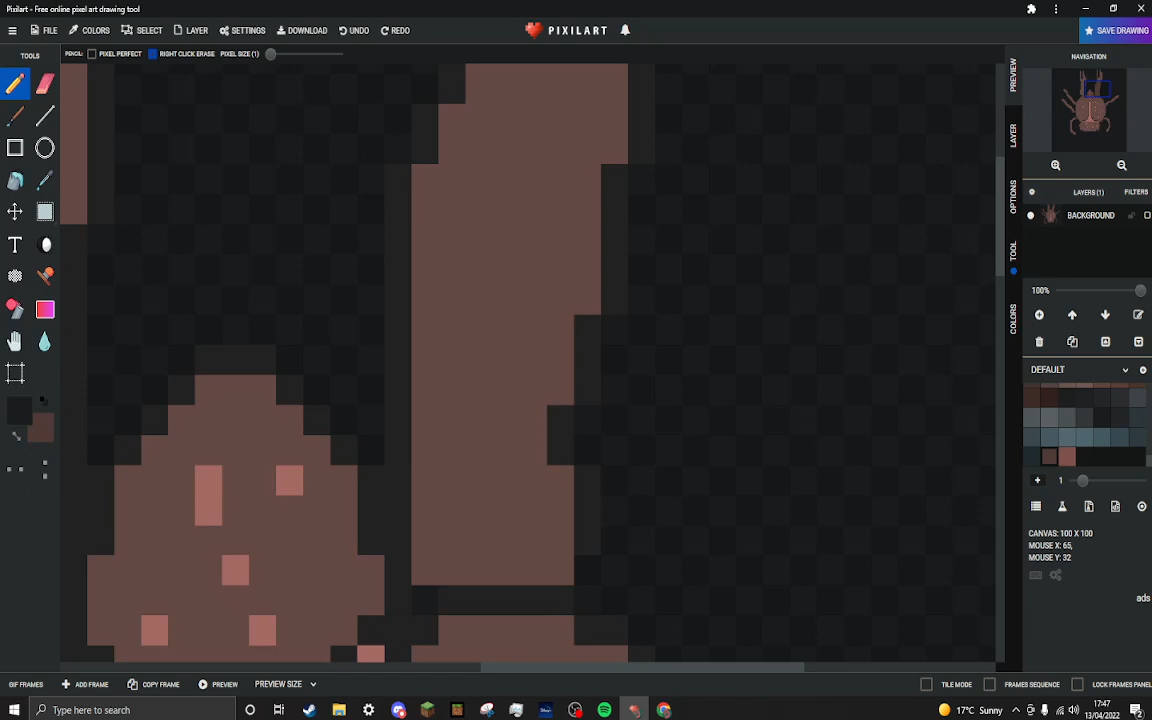 Pixilart - Free online pixel art drawing tool
FILE COLORS SELECT LAYER SETTINGS DOWNLOAD UNDO REDO PIXILART SAVE DRAWING
TOOLS PENCIL: PIXEL PERFECT RIGHT CLICK ERASE PIXEL SIZE (1) NAVIGATION
PREVIEW
LAYER
OPTIONS
TOOL
COLORS
LAYERS(1) FILTERS
BACKGROUND
100%
DEFAULT
1
CANVAS: 100 X 100
MOUSE X: 65,
MOUSE Y: 32
ads
T
GIF FRAMES ADD FRAME COPY FRAME PREVIEW PREVIEW SIZE TILE MODE FRAMES SEQUENCE LOCK FRAMES PANEL
Type here to search 17°C Sunny 17:47
13/04/2022